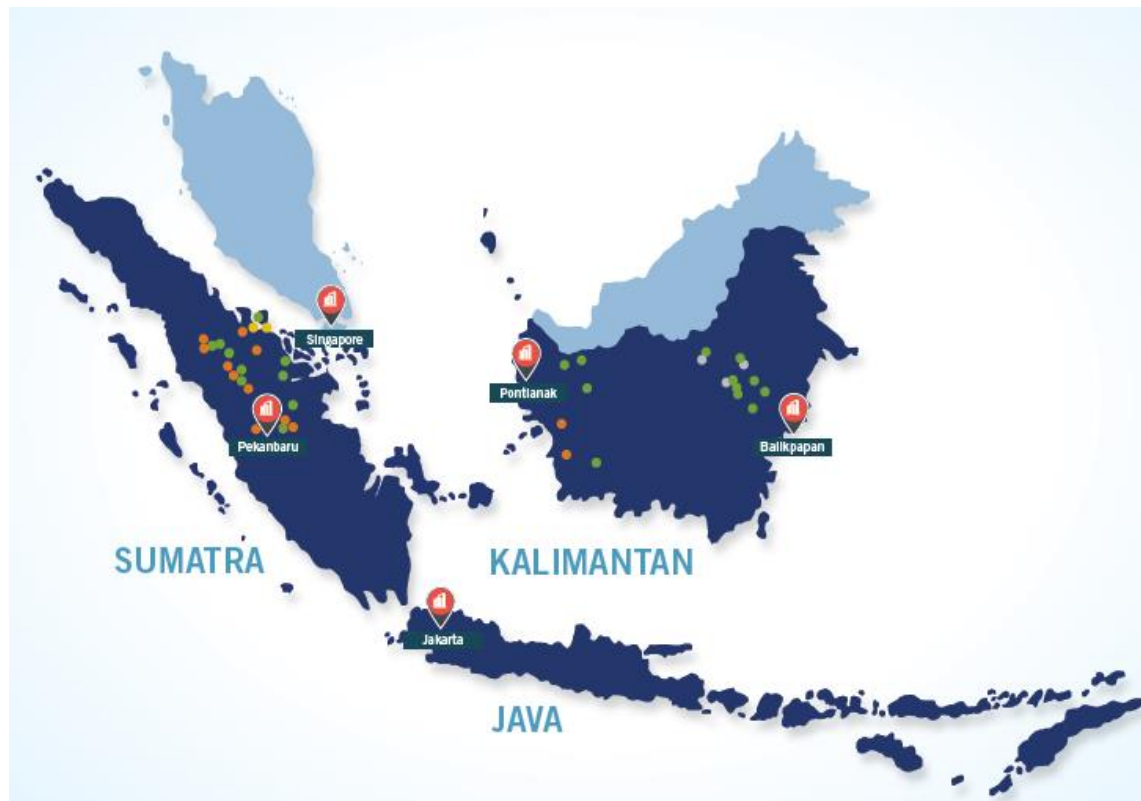 Singapore
Pontianak
Pekanbaru
Balikpapan
SUMATRA
KALIMANTAN
Jakarta
JAVA